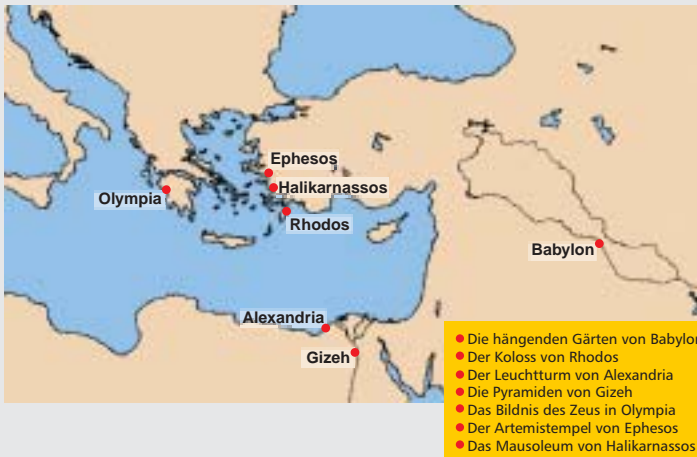 Ephesos
Halikarnassos
Olympia
Rhodos
Babylon
Alexandria
Gizeh
Die hängenden Gärten von Babylon
Der Koloss von Rhodos
Der Leuchtturm von Alexandria
Die Pyramiden von Gizeh
Das Bildnis des Zeus in Olympia
Der Artemistempel von Ephesos
Das Mausoleum von Halikarnassos